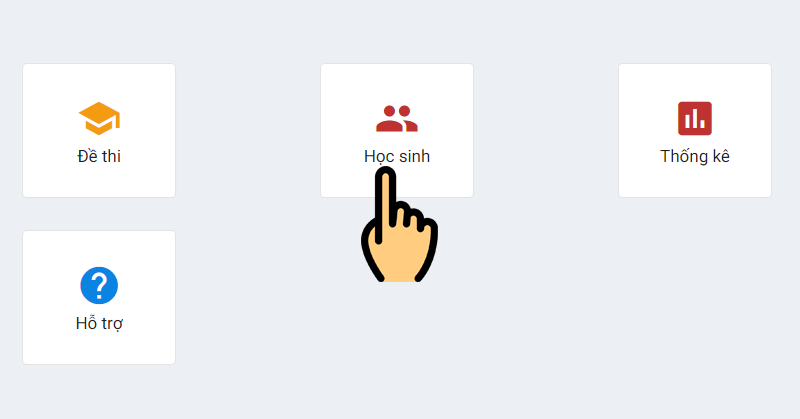 Đề thi
Học sinh
Thống kê
Hỗ trợ